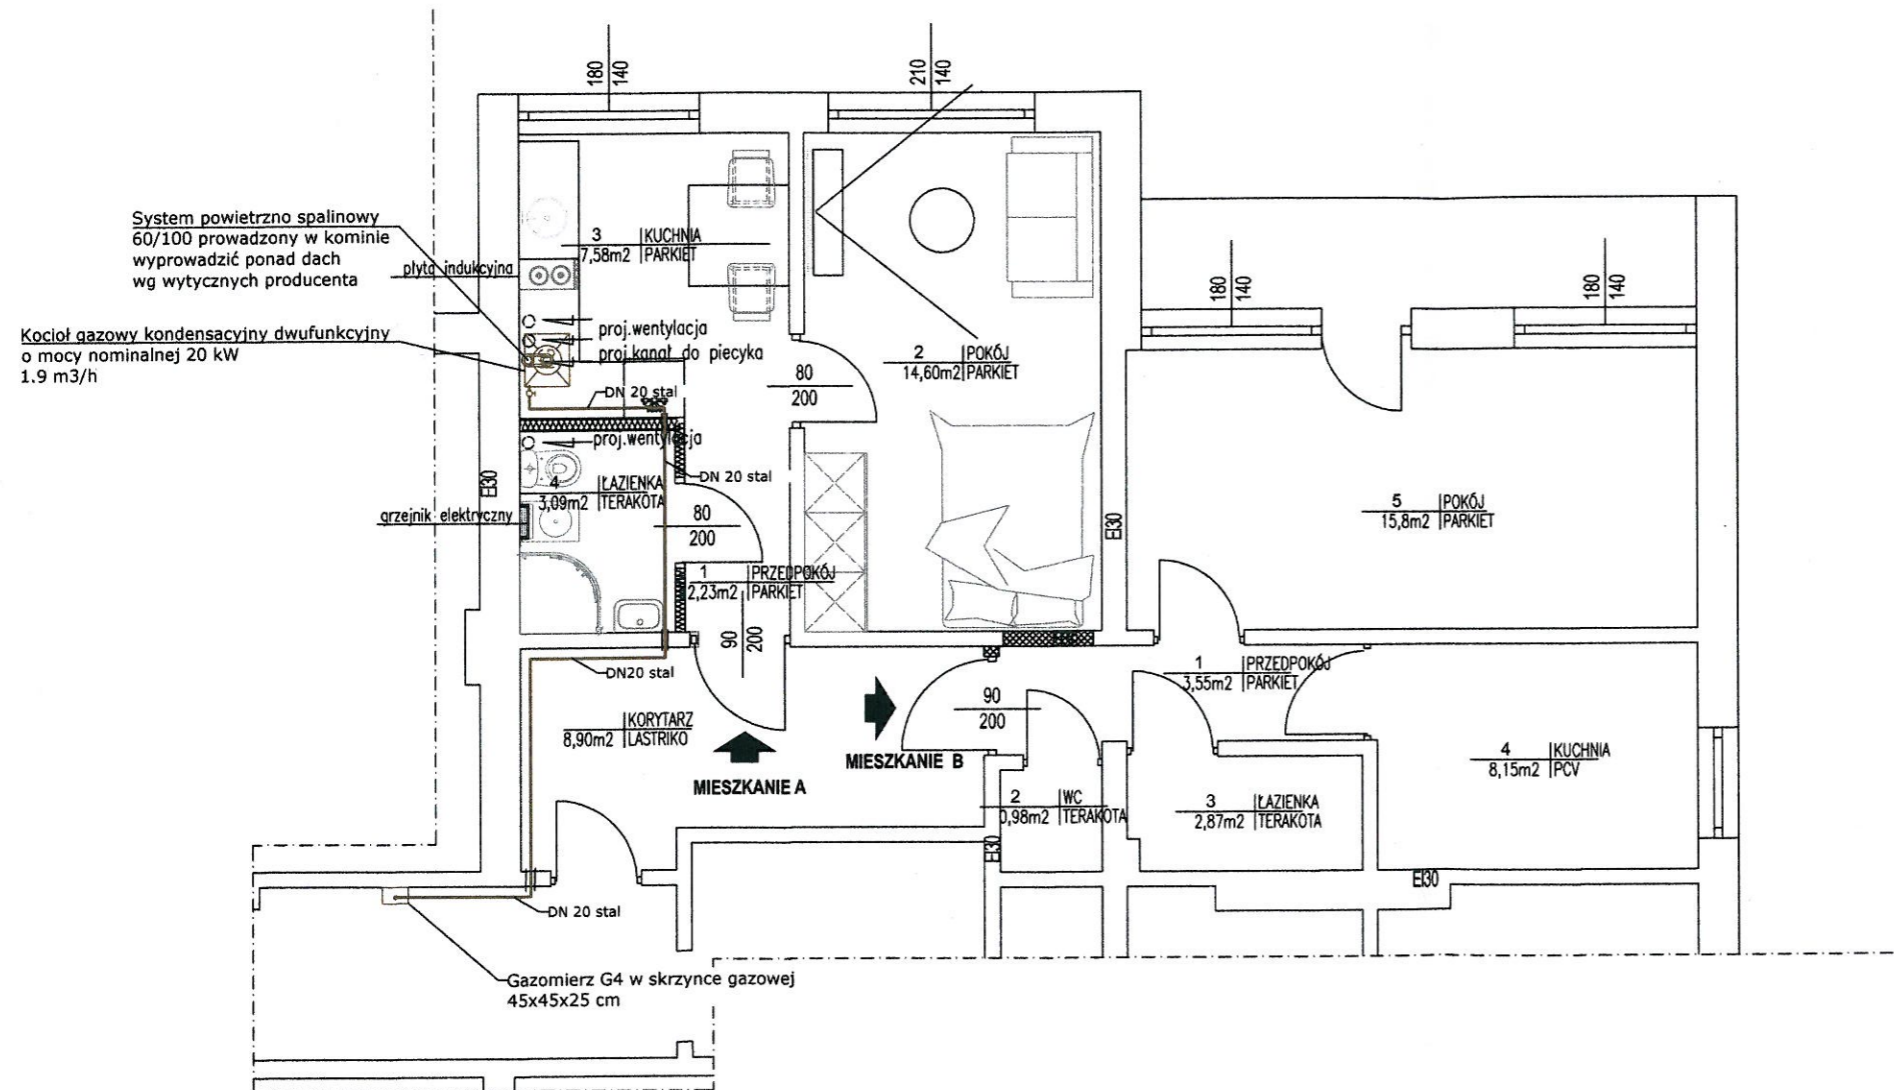 180
140
210
140
System powietrzno spalinowy
60/100 prowadzony w kominie
wyprowadzić ponad dach
wg wytycznych producenta
płyta indukcyjna
Kocioł gazowy kondensacyjny dwufunkcyjny
o mocy nominalnej 20 kW
1.9 m3/h
3 KUCHNIA
7,58m2 PARKIET
proj.wentylacja
proj.kanał do piecyka
DN 20 stal
80
200
2 POKÓJ
14,60m2 PARKIET
180
140
180
140
proj.wentylacja
DN 20 stal
EI30
4 ŁAZIENKA
3,09m2 TERAKOTA
grzejnik elektryczny
80
200
EI30
5 POKÓJ
15,8m2 PARKIET
1 PRZEDPOKÓJ
2,23m2 PARKIET
90
200
DN20 stal
1 PRZEDPOKÓJ
3,55m2 PARKIET
90
200
KORYTARZ
8,90m2 LASTRIKO
MIESZKANIE A
MIESZKANIE B
4 KUCHNIA
8,15m2 PCV
2 WC
0,98m2 TERAKOTA
3 ŁAZIENKA
2,87m2 TERAKOTA
EI30
EI30
DN 20 stal
Gazomierz G4 w skrzynce gazowej
45x45x25 cm